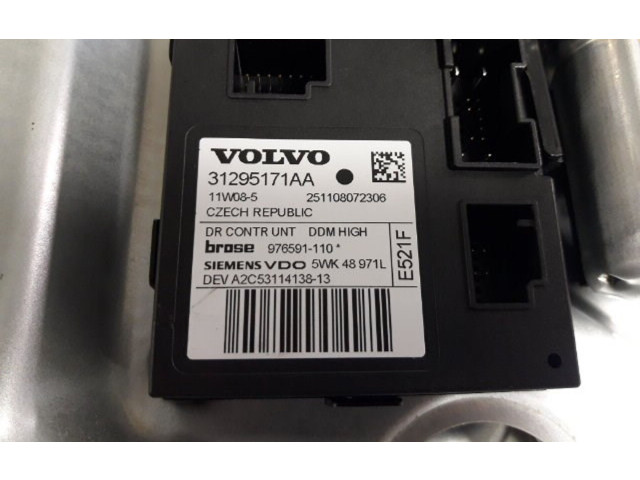 VOLVO
31295171AA
11W08-5 251108072306
CZECH REPUBLIC
DR CONTR UNT DDM HIGH
brose 976591-110*
SIEMENS VDO 5WK 48 971L
DEV A2C53114138-13
E521F